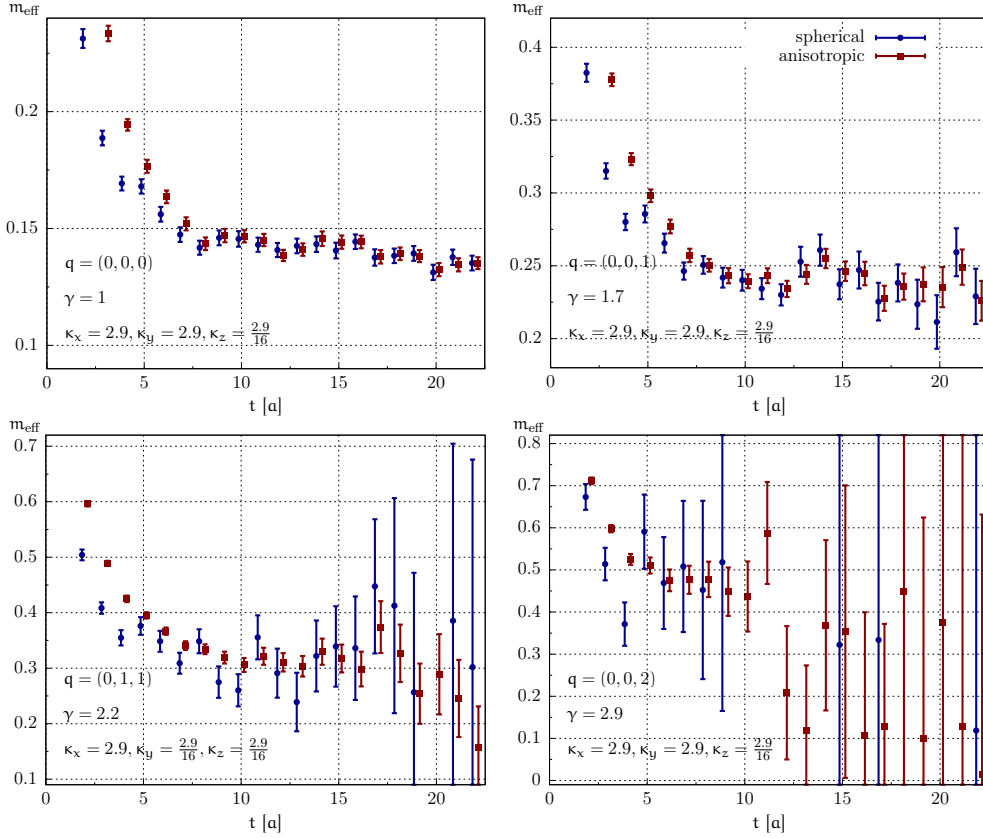 m_eff
0.2
0.15
0.1
q = (0, 0, 0)
γ = 1
κ_x = 2.9, κ_y = 2.9, κ_z = 2.9/16
0 5 10 15 20
t [a]
m_eff
spherical
anisotropic
0.4
0.35
0.3
0.25
0.2
q = (0, 0, 1)
γ = 1.7
κ_x = 2.9, κ_y = 2.9, κ_z = 2.9/16
0 5 10 15 20
t [a]
m_eff
0.7
0.6
0.5
0.4
0.3
0.2
0.1
q = (0, 1, 1)
γ = 2.2
κ_x = 2.9, κ_y = 2.9/16, κ_z = 2.9/16
0 5 10 15 20
t [a]
m_eff
0.8
0.7
0.6
0.5
0.4
0.3
0.2
0.1
0
q = (0, 0, 2)
γ = 2.9
κ_x = 2.9, κ_y = 2.9, κ_z = 2.9/16
0 5 10 15 20
t [a]